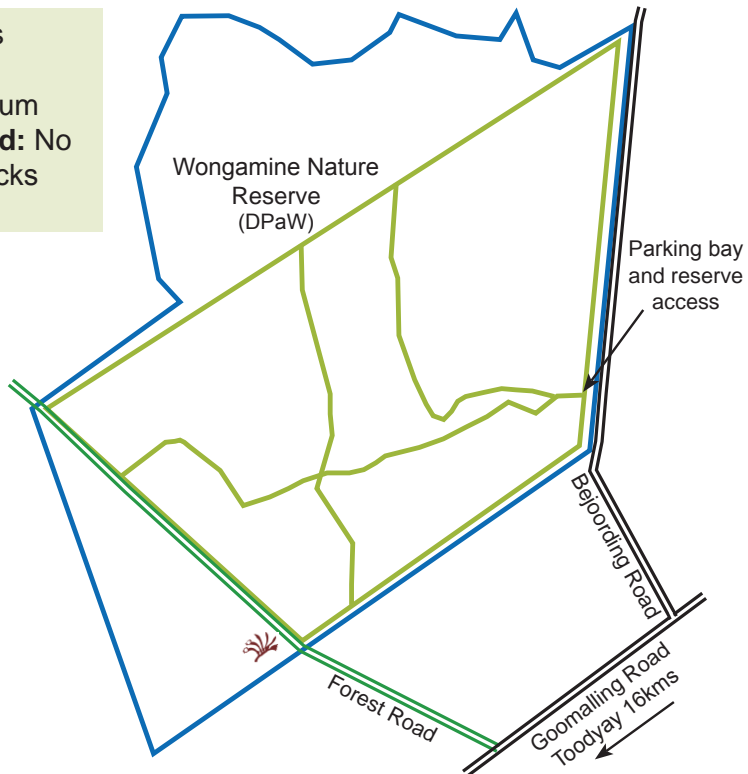 s
um
d: No
cks
Wongamine Nature
Reserve
(DPaW)
Parking bay
and reserve
access
Bejoording Road
Forest Road
Goomalling Road
Toodyay 16kms